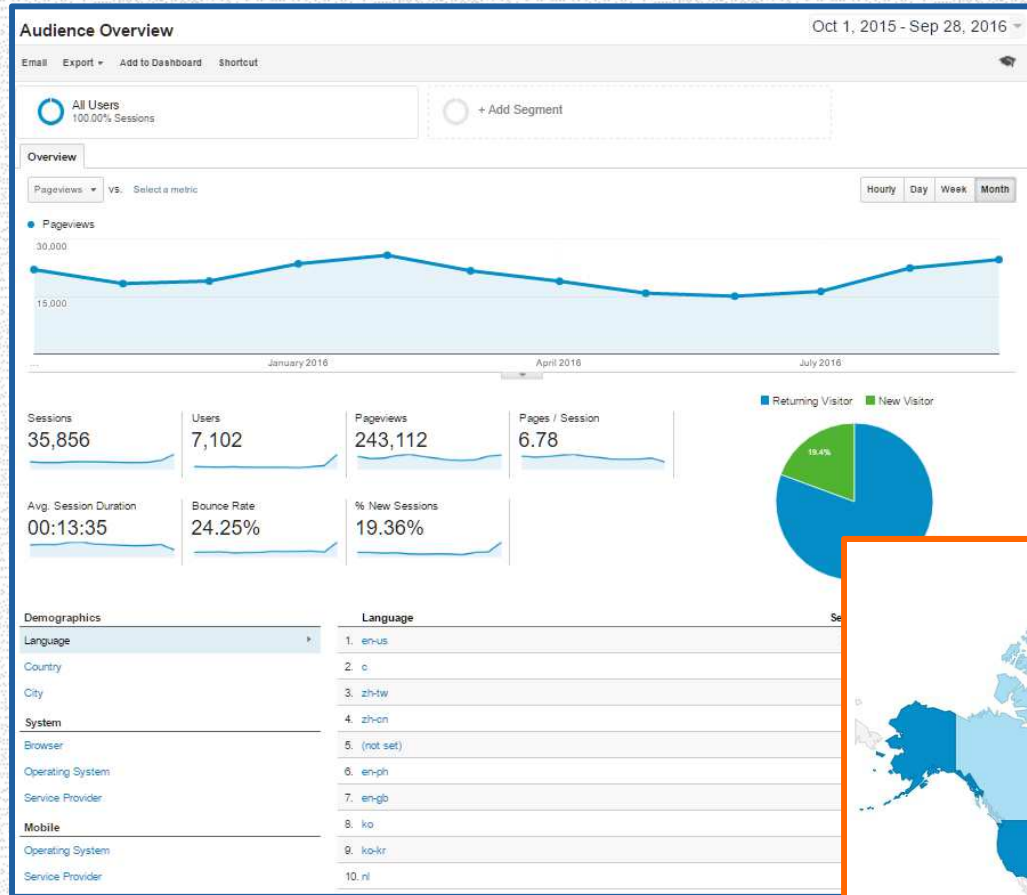 Audience Overview
Oct 1, 2015 - Sep 28, 2016
Email Export Add to Dashboard Shortcut
All Users
100.00% Sessions
+ Add Segment
Overview
Pageviews VS. Select a metric
Hourly Day Week Month
Pageviews
30,000
15,000
...
January 2016
April 2016
July 2016
Returning Visitor New Visitor
Sessions
35,856
Users
7,102
Pageviews
243,112
Pages / Session
6.78
19.4%
Avg. Session Duration
00:13:35
Bounce Rate
24.25%
% New Sessions
19.36%
Demographics
Language
Country
City
System
Browser
Operating System
Service Provider
Mobile
Operating System
Service Provider
Language
Se
1. en-us
2. c
3. zh-tw
4. zh-cn
5. (not set)
6. en-ph
7. en-gb
8. ko
9. ko-kr
10. nl